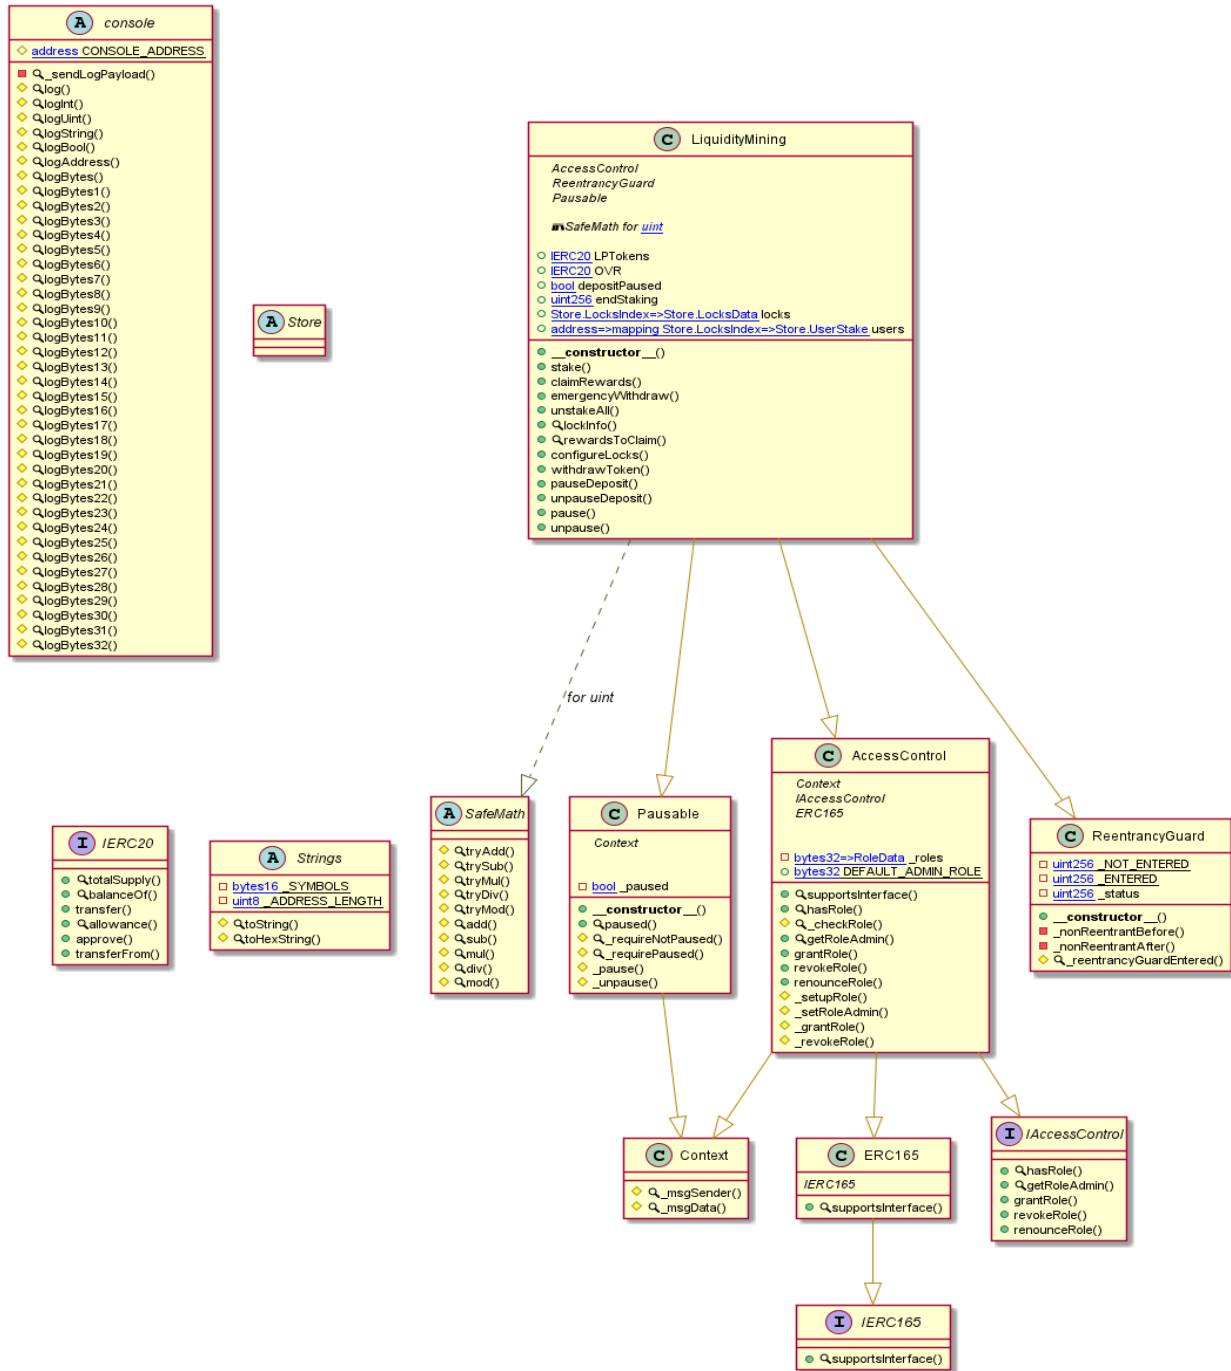 A console
address CONSOLE_ADDRESS
_sendLogPayload()
log()
logInt()
logUint()
logString()
logBool()
logAddress()
logBytes()
logBytes1()
logBytes2()
logBytes3()
logBytes4()
logBytes5()
logBytes6()
logBytes7()
logBytes8()
logBytes9()
logBytes10()
logBytes11()
logBytes12()
logBytes13()
logBytes14()
logBytes15()
logBytes16()
logBytes17()
logBytes18()
logBytes19()
logBytes20()
logBytes21()
logBytes22()
logBytes23()
logBytes24()
logBytes25()
logBytes26()
logBytes27()
logBytes28()
logBytes29()
logBytes30()
logBytes31()
logBytes32()
A Store
C LiquidityMining
AccessControl
ReentrancyGuard
Pausable
SafeMath for uint
IERC20 LPTokens
IERC20 OVR
bool depositPaused
uint256 endStaking
Store.LocksIndex=>Store.LocksData locks
address=>mapping Store.LocksIndex=>Store.UserStake users
__constructor__()
stake()
claimRewards()
emergencyWithdraw()
unstakeAll()
lockInfo()
rewardsToClaim()
configureLocks()
withdrawToken()
pauseDeposit()
unpauseDeposit()
pause()
unpause()
for uint
I IERC20
totalSupply()
balanceOf()
transfer()
allowance()
approve()
transferFrom()
A Strings
bytes16 _SYMBOLS
uint8 _ADDRESS_LENGTH
toString()
toHexString()
A SafeMath
tryAdd()
trySub()
tryMul()
tryDiv()
tryMod()
add()
sub()
mul()
div()
mod()
C Pausable
Context
bool _paused
__constructor__()
paused()
_requireNotPaused()
_requirePaused()
_pause()
_unpause()
C AccessControl
Context
IAccessControl
ERC165
bytes32=>RoleData _roles
bytes32 DEFAULT_ADMIN_ROLE
supportsInterface()
hasRole()
_checkRole()
getRoleAdmin()
grantRole()
revokeRole()
renounceRole()
_setupRole()
_setRoleAdmin()
_grantRole()
_revokeRole()
C ReentrancyGuard
uint256 _NOT_ENTERED
uint256 _ENTERED
uint256 _status
__constructor__()
_nonReentrantBefore()
_nonReentrantAfter()
_reentrancyGuardEntered()
C Context
_msgSender()
_msgData()
C ERC165
IERC165
supportsInterface()
I IAccessControl
hasRole()
getRoleAdmin()
grantRole()
revokeRole()
renounceRole()
I IERC165
supportsInterface()